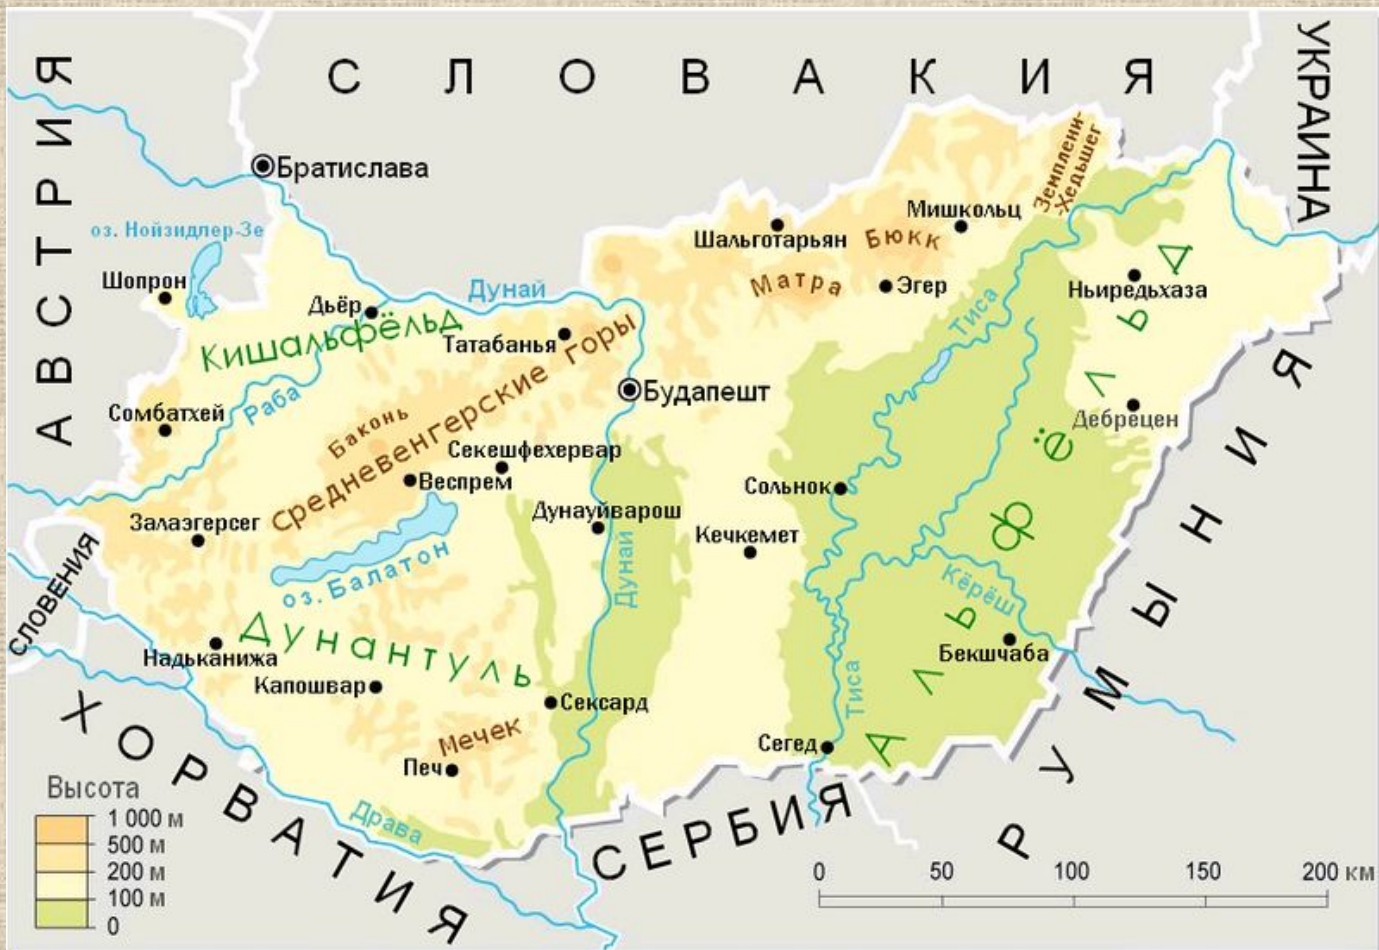 АВСТРИЯ
СЛОВАКИЯ
УКРАИНА
Братислава
оз. Нойзидлер-Зе
Шопрон
Дьёр
Дунай
Кишальфёльд
Татабанья
Раба
Сомбатхей
Баконь
Средневенгерские горы
Будапешт
Шальготарьян
Матра
Бюкк
Мишкольц
Эгер
Земплени-
-Хедьшег
Тиса
Ньиредьхаза
Дебрецен
Альфёльд
Секешфехервар
Веспрем
Залаэгерсег
оз. Балатон
Дунауйварош
Дунай
Сольнок
Кечкемет
Кёрёш
Бекшчаба
Тиса
Сегед
СЛОВЕНИЯ
Дунантуль
Надьканижа
Капошвар
Сексард
Мечек
Печ
Драва
ХОРВАТИЯ
СЕРБИЯ
РУМЫНИЯ
Высота
1 000 м
500 м
200 м
100 м
0
0 50 100 150 200 км